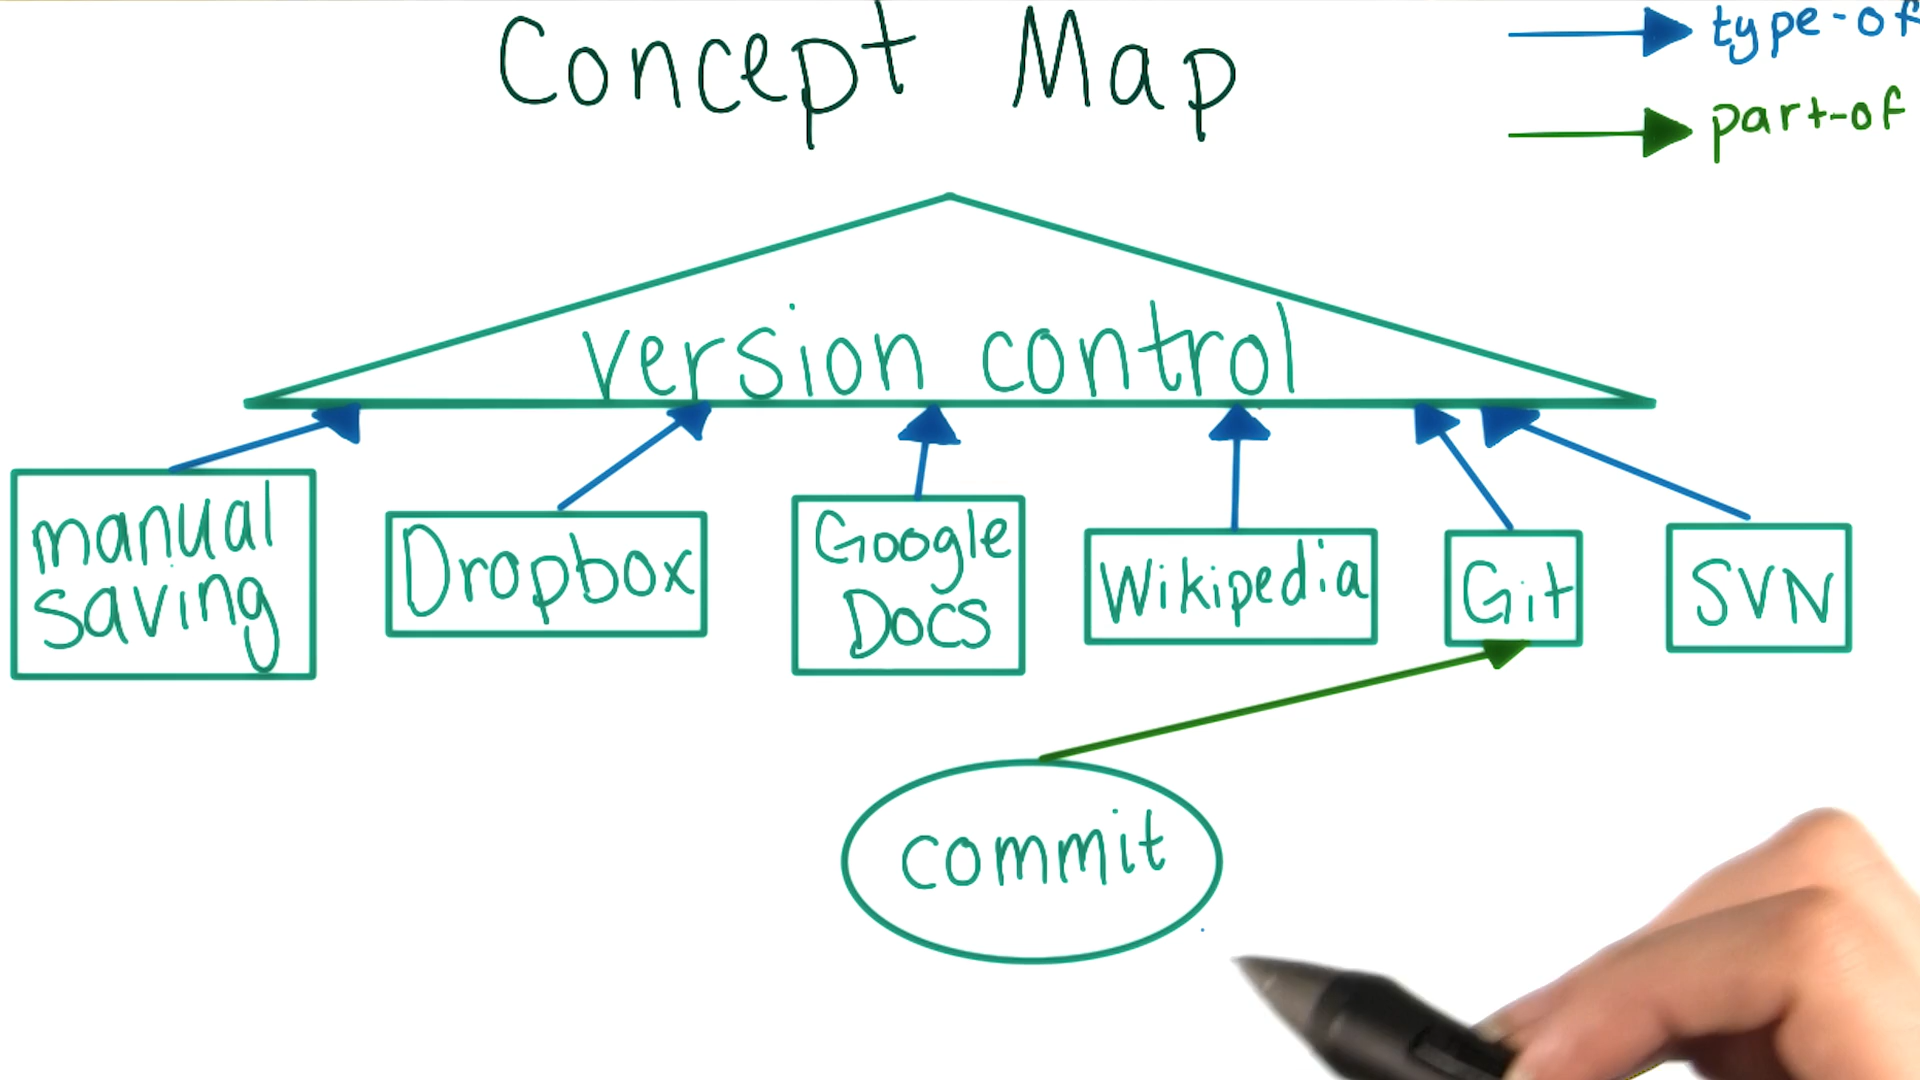 Concept Map
type-of
part-of
version control
manual
saving
Dropbox
Google
Docs
Wikipedia
Git
SVN
commit